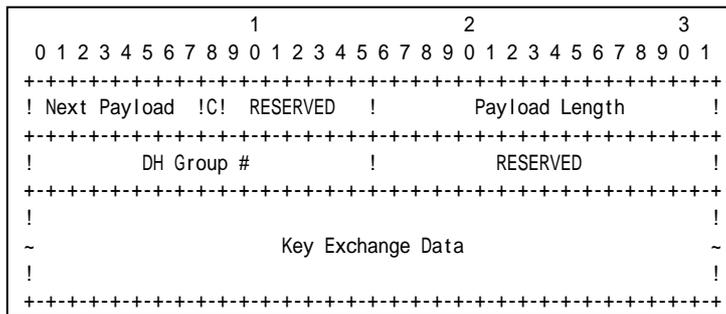 1                   2                   3
 0 1 2 3 4 5 6 7 8 9 0 1 2 3 4 5 6 7 8 9 0 1 2 3 4 5 6 7 8 9 0 1
+-+-+-+-+-+-+-+-+-+-+-+-+-+-+-+-+-+-+-+-+-+-+-+-+-+-+-+-+-+-+-+-+
! Next Payload  !C!  RESERVED   !         Payload Length        !
+-+-+-+-+-+-+-+-+-+-+-+-+-+-+-+-+-+-+-+-+-+-+-+-+-+-+-+-+-+-+-+-+
!          DH Group #           !           RESERVED            !
+-+-+-+-+-+-+-+-+-+-+-+-+-+-+-+-+-+-+-+-+-+-+-+-+-+-+-+-+-+-+-+-+
!                                                               !
~                       Key Exchange Data                       ~
!                                                               !
+-+-+-+-+-+-+-+-+-+-+-+-+-+-+-+-+-+-+-+-+-+-+-+-+-+-+-+-+-+-+-+-+